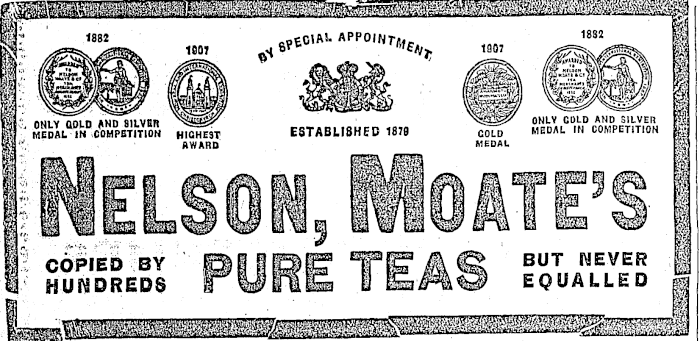 1882
1907
BY SPECIAL APPOINTMENT
1907
1882
ONLY GOLD AND SILVER
MEDAL IN COMPETITION
HIGHEST
AWARD
ESTABLISHED 1879
GOLD
MEDAL
ONLY GOLD AND SILVER
MEDAL IN COMPETITION
NELSON, MOATE'S
COPIED BY
HUNDREDS
PURE TEAS
BUT NEVER
EQUALLED